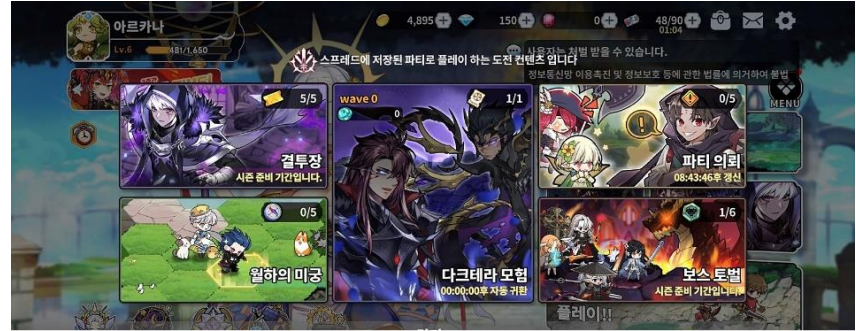 아르카나
Lv.6
481/1,650
4,895
150
0
48/90
01:04
사용자는 처벌 받을 수 있습니다.
스프레드에 저장된 파티로 플레이 하는 도전 컨텐츠 입니다
정보통신망 이용촉진 및 정보보호 등에 관한 법률에 의거하여 불법
MENU
5/5
결투장
시즌 준비 기간입니다.
wave 0
1/1
0
다크테라 모험
00:00:00후 자동 귀환
0/5
파티 의뢰
08:43:46후 갱신
0/5
월하의 미궁
1/6
보스 토벌
시즌 준비 기간입니다.
플레이!!